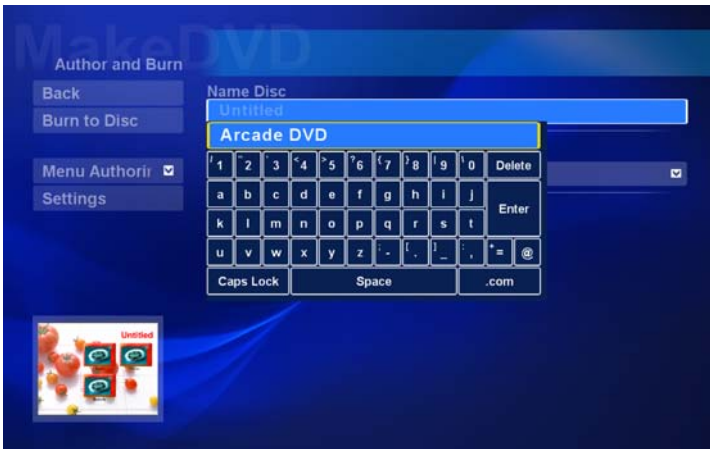 MakeDVD
Author and Burn
Back
Name Disc
Untitled
Burn to Disc
Arcade DVD
1 2 3 4 5 6 7 8 9 0 Delete
Menu Authorin
a b c d e f g h i j
Settings
Enter
k l m n o p q r s t
u v w x y z - . _ , = @
Caps Lock Space .com
Untitled